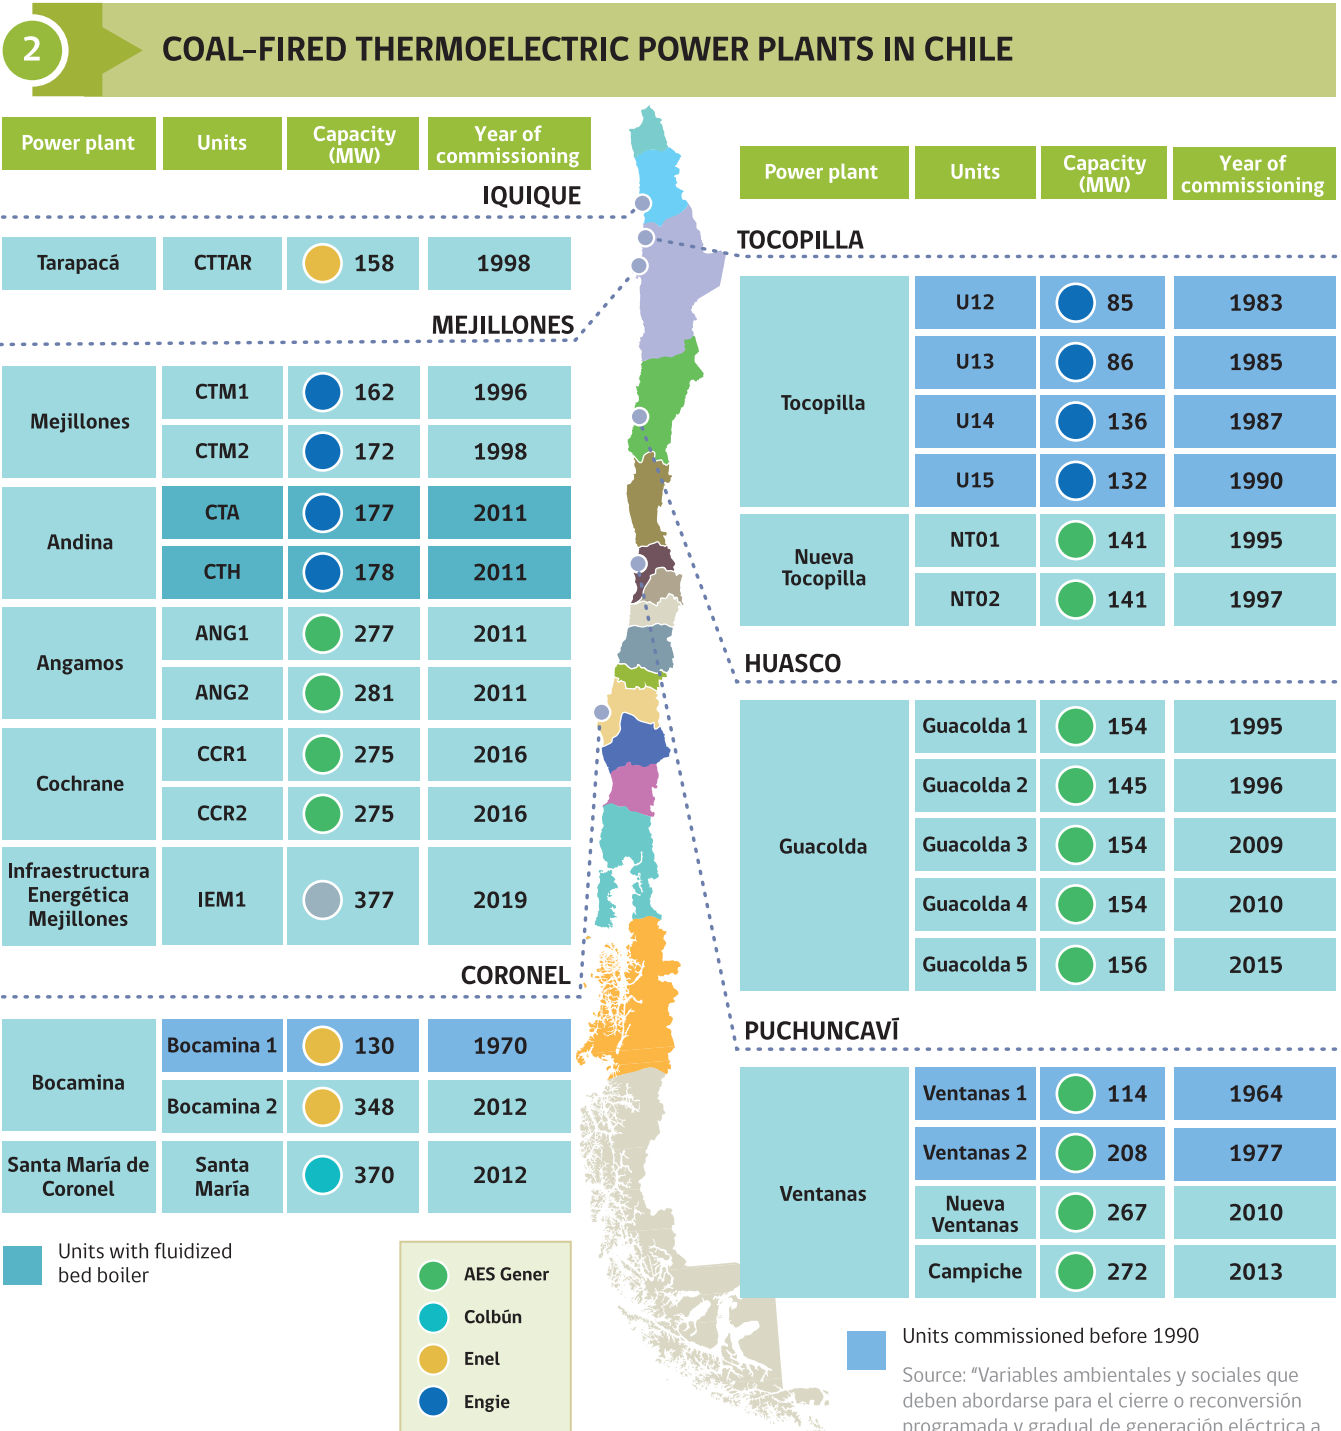 2
COAL–FIRED THERMOELECTRIC POWER PLANTS IN CHILE
Power plant Units Capacity (MW) Year of commissioning
IQUIQUE
Tarapacá CTTAR 158 1998
MEJILLONES
Mejillones
CTM1 162 1996
CTM2 172 1998
Andina
CTA 177 2011
CTH 178 2011
Angamos
ANG1 277 2011
ANG2 281 2011
Cochrane
CCR1 275 2016
CCR2 275 2016
Infraestructura
Energética
Mejillones
IEM1 377 2019
CORONEL
Bocamina
Bocamina 1 130 1970
Bocamina 2 348 2012
Santa María de
Coronel
Santa
María
370 2012
Units with fluidized
bed boiler
AES Gener
Colbún
Enel
Engie
Power plant Units Capacity (MW) Year of commissioning
TOCOPILLA
Tocopilla
U12 85 1983
U13 86 1985
U14 136 1987
U15 132 1990
Nueva
Tocopilla
NT01 141 1995
NT02 141 1997
HUASCO
Guacolda
Guacolda 1 154 1995
Guacolda 2 145 1996
Guacolda 3 154 2009
Guacolda 4 154 2010
Guacolda 5 156 2015
PUCHUNCAVÍ
Ventanas
Ventanas 1 114 1964
Ventanas 2 208 1977
Nueva
Ventanas
267 2010
Campiche 272 2013
Units commissioned before 1990
Source: “Variables ambientales y sociales que
deben abordarse para el cierre o reconversión
programada y gradual de generación eléctrica a